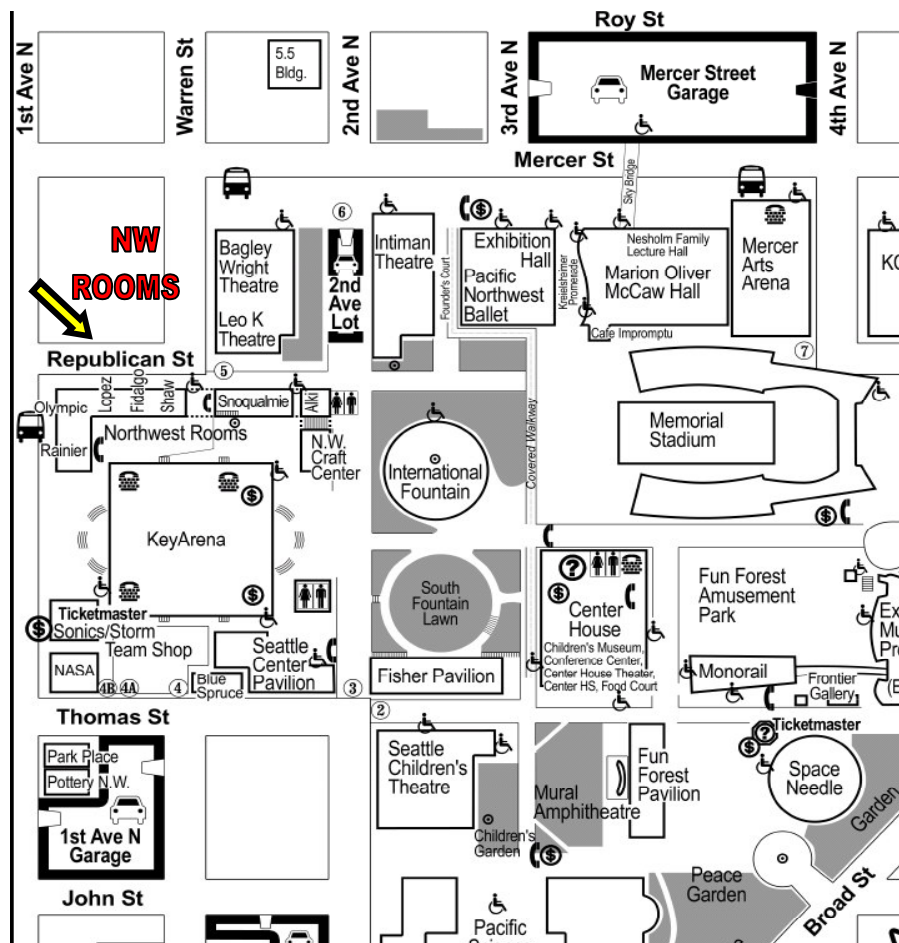 Roy St
1st Ave N
Warren St
5.5
Bldg.
2nd Ave N
3rd Ave N
Mercer Street
Garage
4th Ave N
Mercer St
Sky Bridge
NW
ROOMS
6
Bagley
Wright
Theatre
Leo K
Theatre
2nd
Ave
Lot
Intiman
Theatre
Founder's Court
$
Exhibition
Hall
Pacific
Northwest
Ballet
Kreielsheimer
Promenade
Nesholm Family
Lecture Hall
Marion Oliver
McCaw Hall
Cafe Impromptu
Mercer
Arts
Arena
7
Republican St
5
Olympic
Lopez
Fidalgo
Shaw
Snoqualmie
Alki
Rainier
Northwest Rooms
N.W.
Craft
Center
International
Fountain
Covered Walkway
Memorial
Stadium
$
KeyArena
$
$
South
Fountain
Lawn
?
$
Center
House
Children's Museum,
Conference Center,
Center House Theater,
Center HS, Food Court
Fun Forest
Amusement
Park
Monorail
Frontier
Gallery
Ticketmaster
$
Sonics/Storm
Team Shop
NASA
4B
4A
4
Blue
Spruce
Seattle
Center
Pavilion
3
Fisher Pavilion
2
Thomas St
Park Place
Pottery N.W.
1st Ave N
Garage
Seattle
Children's
Theatre
Children's
Garden
$
Mural
Amphitheatre
Fun
Forest
Pavilion
?
$
Ticketmaster
Space
Needle
Garden
Peace
Garden
Broad St
John St
Pacific